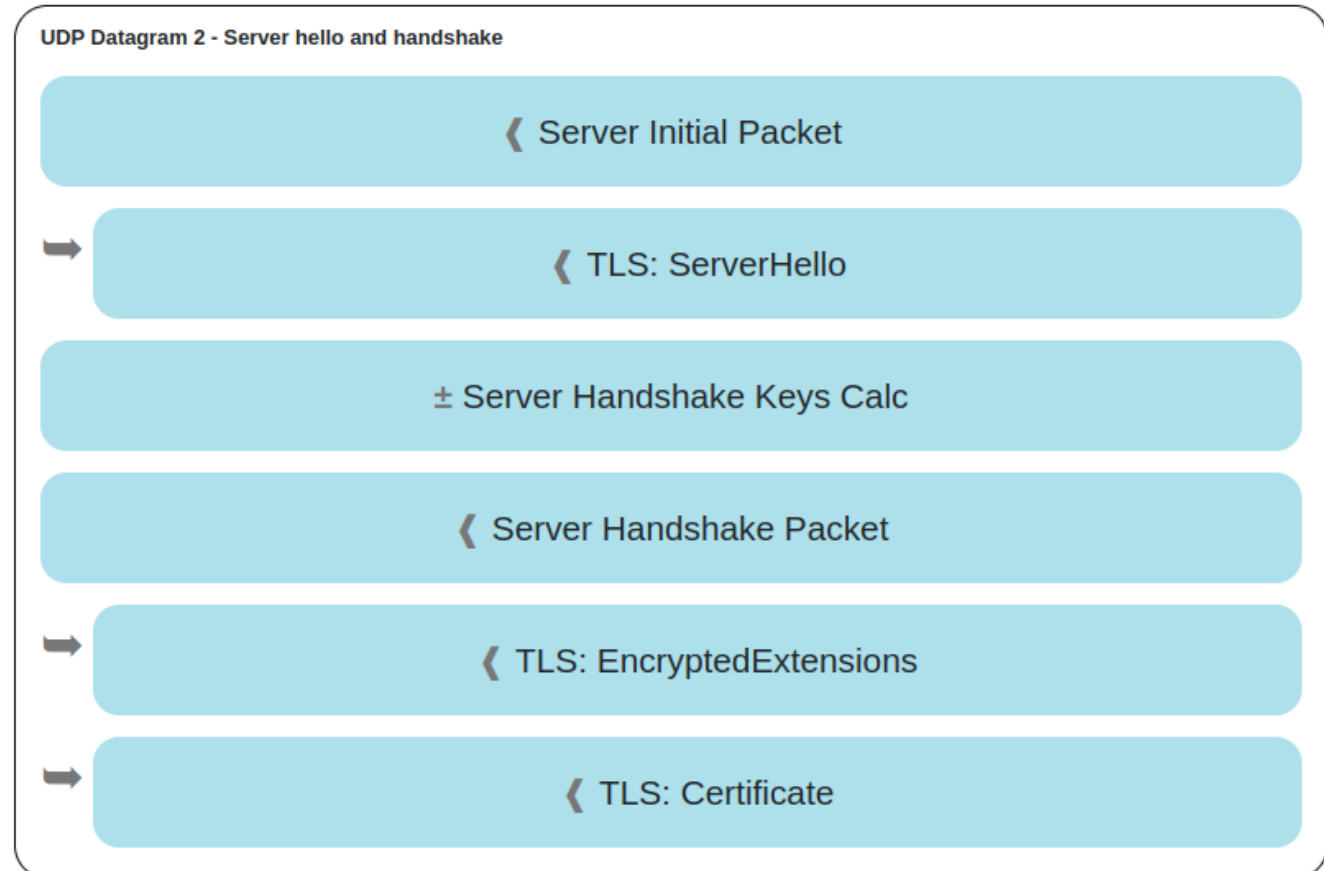 UDP Datagram 2 - Server hello and handshake
❰ Server Initial Packet
➥ ❰ TLS: ServerHello
± Server Handshake Keys Calc
❰ Server Handshake Packet
➥ ❰ TLS: EncryptedExtensions
➥ ❰ TLS: Certificate